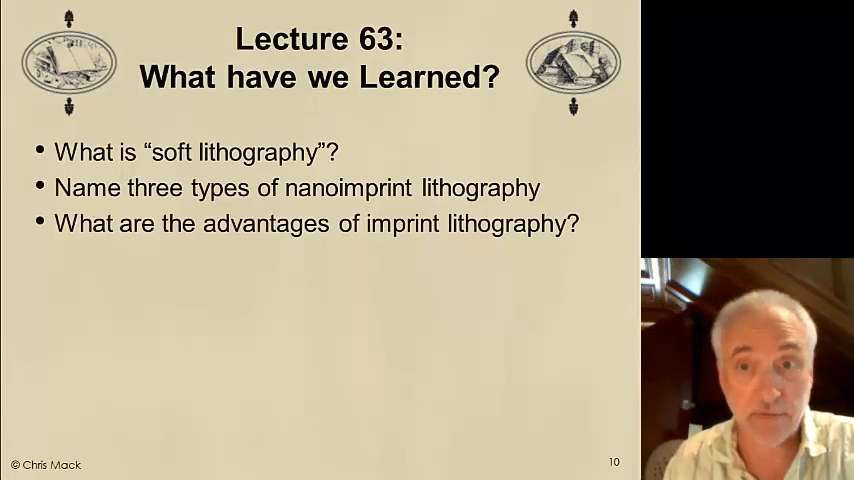 Lecture 63:
What have we Learned?
• What is “soft lithography”?
• Name three types of nanoimprint lithography
• What are the advantages of imprint lithography?
© Chris Mack
10